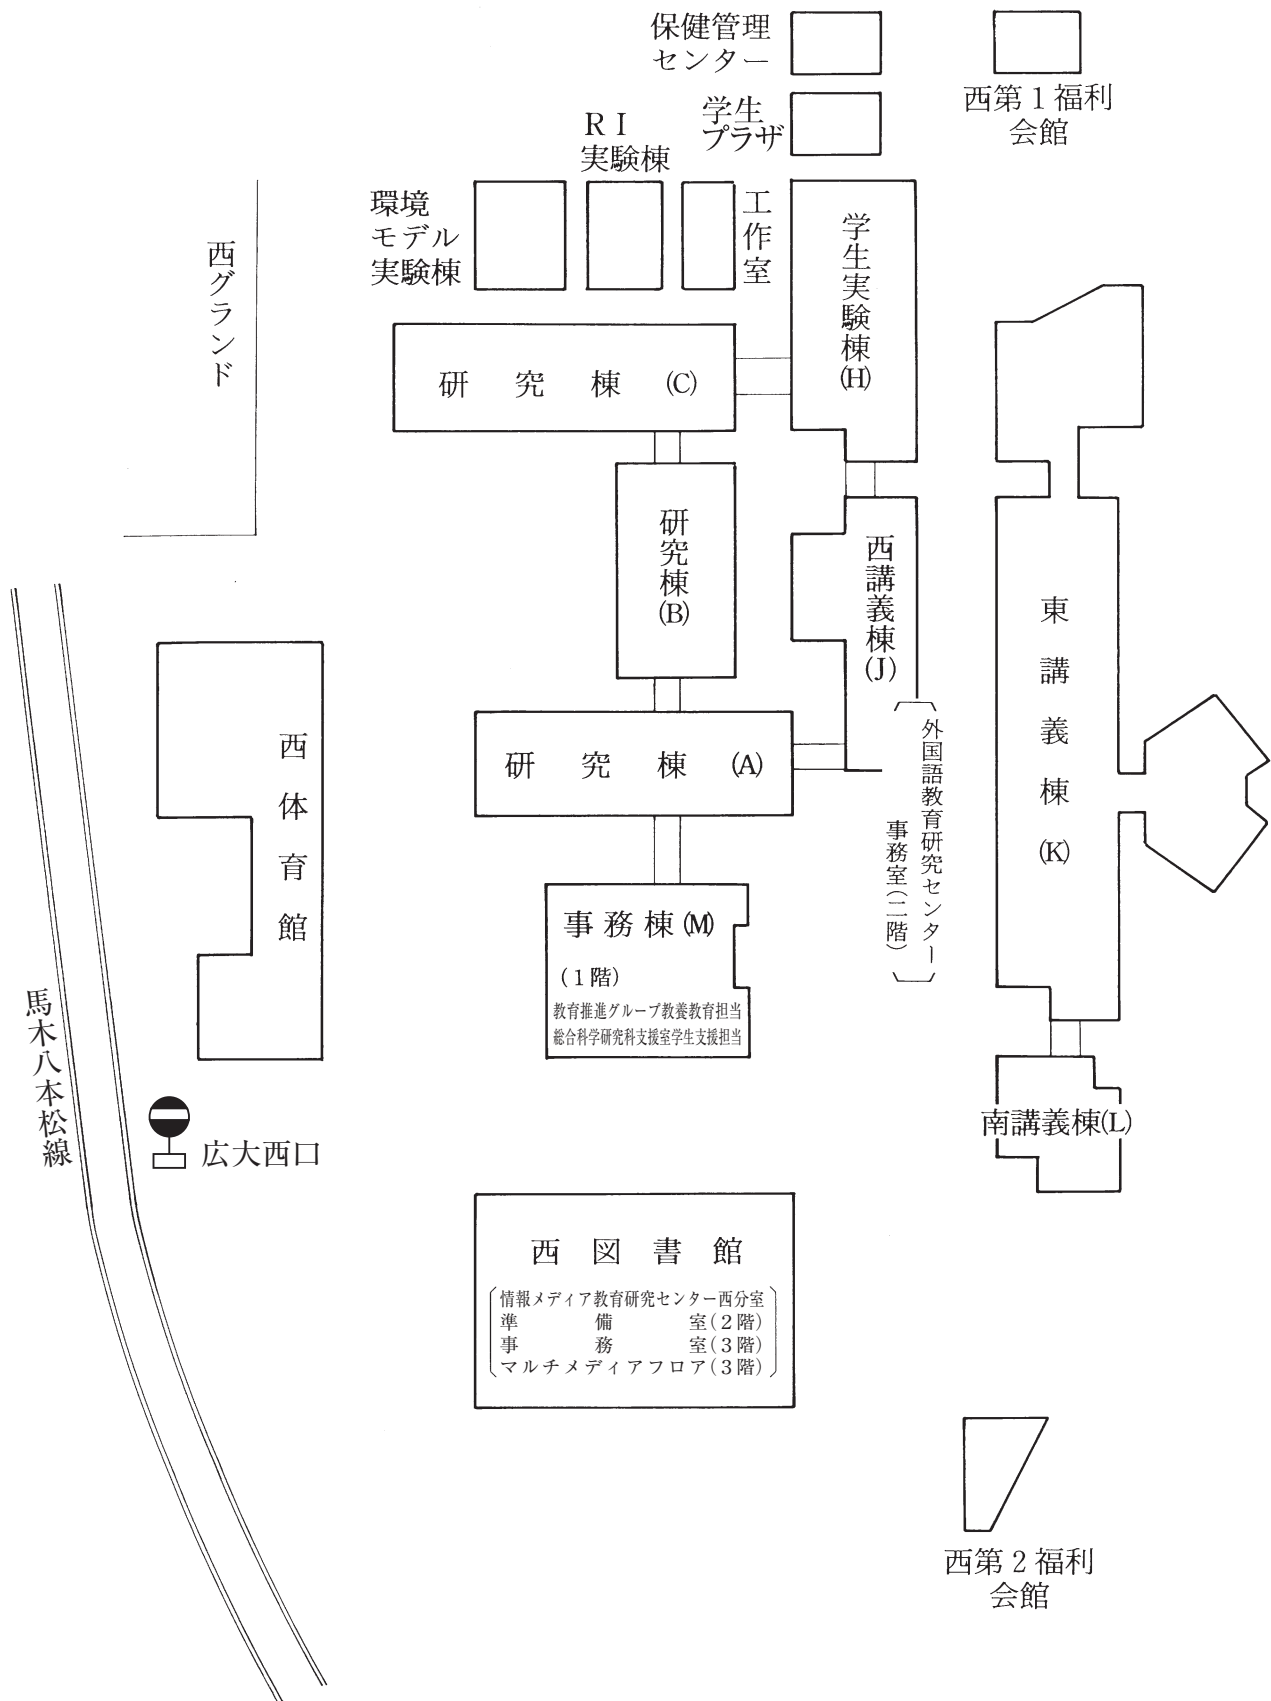 保健管理
センター
西第1福利
会館
学生
プラザ
RI
実験棟
環境
モデル
実験棟
工作室
学生実験棟(H)
西グランド
研究棟(C)
研究棟(B)
西講義棟(J)
外国語教育研究センター
事務室(二階)
東講義棟(K)
研究棟(A)
西体育館
事務棟(M)
(1階)
教育推進グループ教養教育担当
総合科学研究科支援室学生支援担当
馬木八本松線
広大西口
南講義棟(L)
西図書館
情報メディア教育研究センター西分室
準備室(2階)
事務室(3階)
マルチメディアフロア(3階)
西第2福利
会館